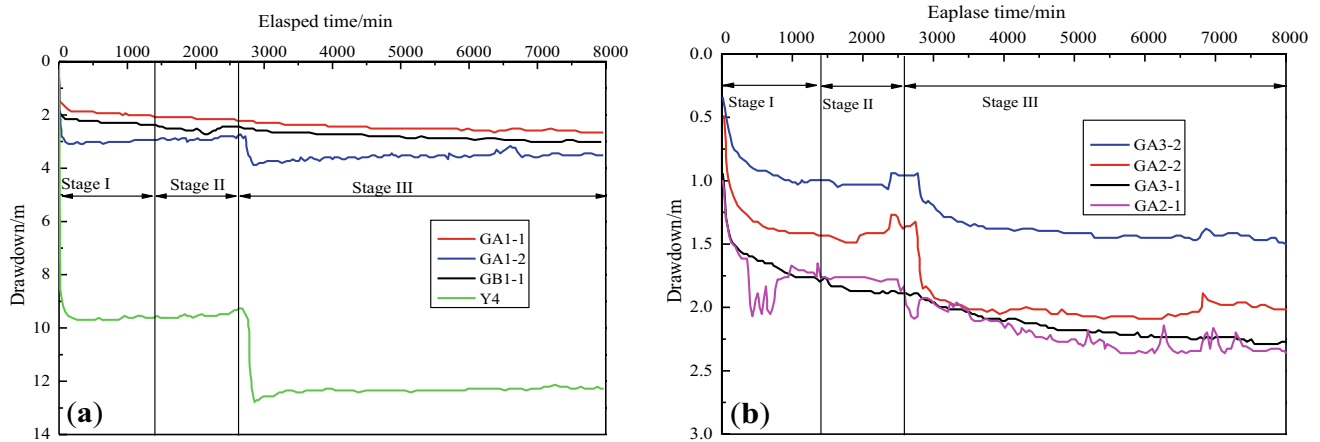 Elasped time/min
0 1000 2000 3000 4000 5000 6000 7000 8000
0
2
4
6
8
10
12
14
Drawdown/m
Stage I
Stage II
Stage III
GA1-1
GA1-2
GB1-1
Y4
(a)
Eaplase time/min
0 1000 2000 3000 4000 5000 6000 7000 8000
0.0
0.5
1.0
1.5
2.0
2.5
3.0
Drawdown/m
Stage I
Stage II
Stage III
GA3-2
GA2-2
GA3-1
GA2-1
(b)